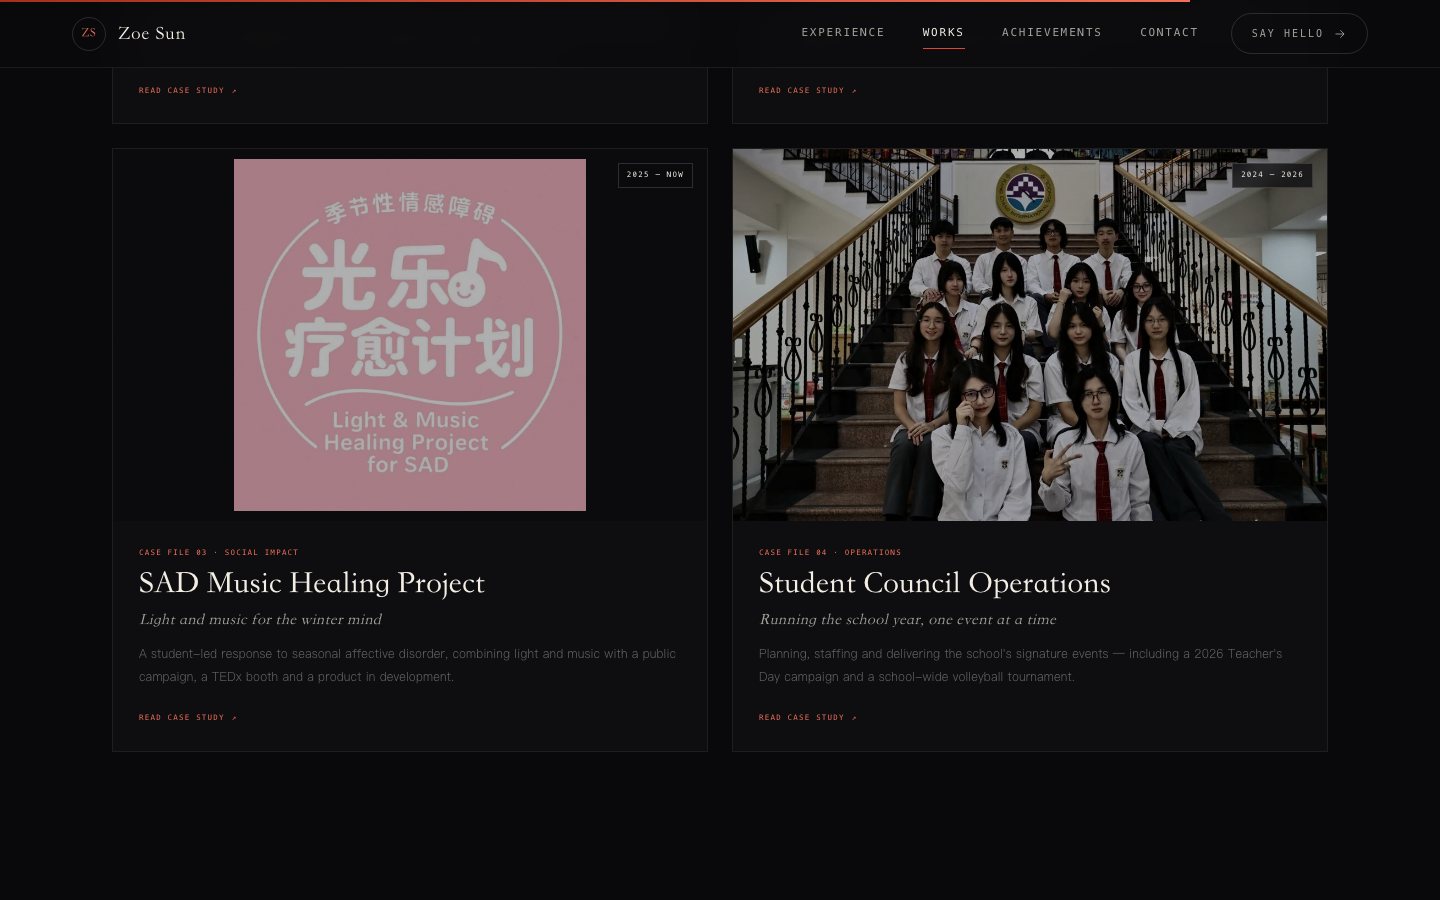 ZS
Zoe Sun
EXPERIENCE
WORKS
ACHIEVEMENTS
CONTACT
SAY HELLO →
READ CASE STUDY ↗
READ CASE STUDY ↗
2025 — NOW
季节性情感障碍
光乐
疗愈计划
Light & Music
Healing Project
for SAD
CASE FILE 03 · SOCIAL IMPACT
SAD Music Healing Project
Light and music for the winter mind
A student-led response to seasonal affective disorder, combining light and music with a public
campaign, a TEDx booth and a product in development.
READ CASE STUDY ↗
2024 — 2026
CASE FILE 04 · OPERATIONS
Student Council Operations
Running the school year, one event at a time
Planning, staffing and delivering the school's signature events — including a 2026 Teacher's
Day campaign and a school-wide volleyball tournament.
READ CASE STUDY ↗